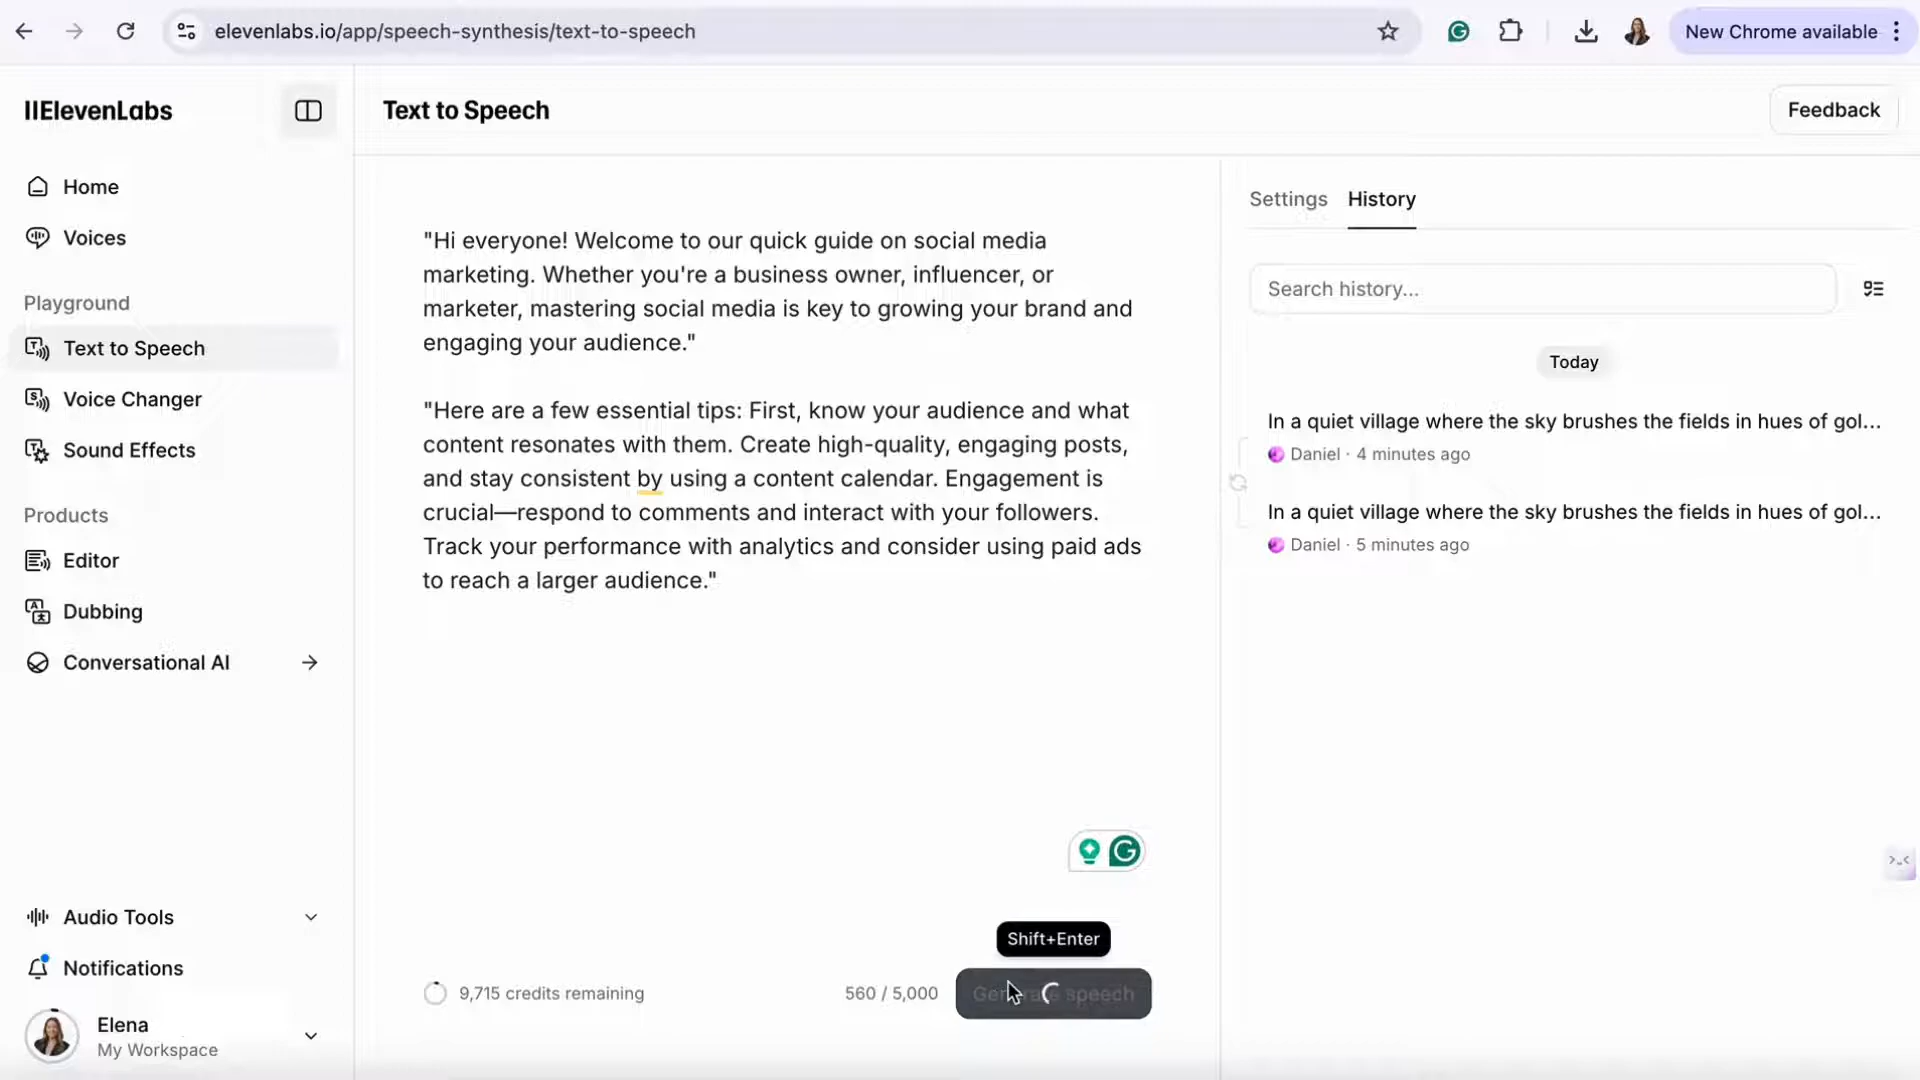 elevenlabs.io/app/speech-synthesis/text-to-speech
New Chrome available
IIElevenLabs
Text to Speech
Feedback
Home
Voices
Playground
Text to Speech
Voice Changer
Sound Effects
Products
Editor
Dubbing
Conversational AI
Audio Tools
Notifications
Elena
My Workspace
"Hi everyone! Welcome to our quick guide on social media
marketing. Whether you're a business owner, influencer, or
marketer, mastering social media is key to growing your brand and
engaging your audience."
"Here are a few essential tips: First, know your audience and what
content resonates with them. Create high-quality, engaging posts,
and stay consistent by using a content calendar. Engagement is
crucial—respond to comments and interact with your followers.
Track your performance with analytics and consider using paid ads
to reach a larger audience."
Shift+Enter
9,715 credits remaining
560 / 5,000
Generate speech
Settings
History
Search history...
Today
In a quiet village where the sky brushes the fields in hues of gol...
Daniel · 4 minutes ago
In a quiet village where the sky brushes the fields in hues of gol...
Daniel · 5 minutes ago